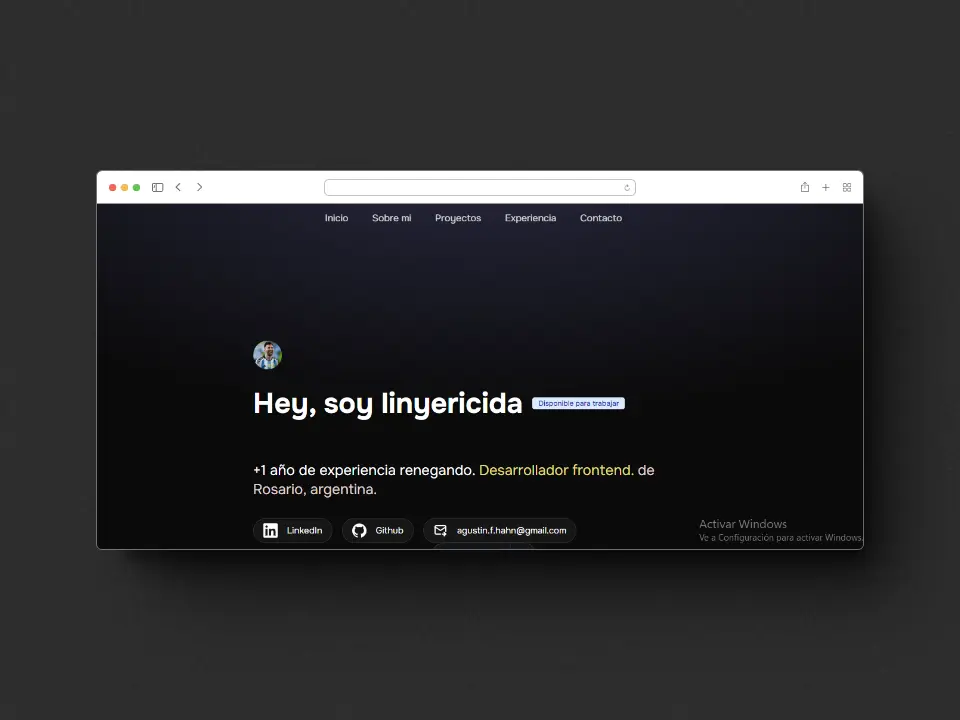 Inicio Sobre mi Proyectos Experiencia Contacto
Hey, soy linyericida Disponible para trabajar
+1 año de experiencia renegando. Desarrollador frontend. de
Rosario, argentina.
LinkedIn Github agustin.f.hahn@gmail.com
Activar Windows
Ve a Configuración para activar Windows.